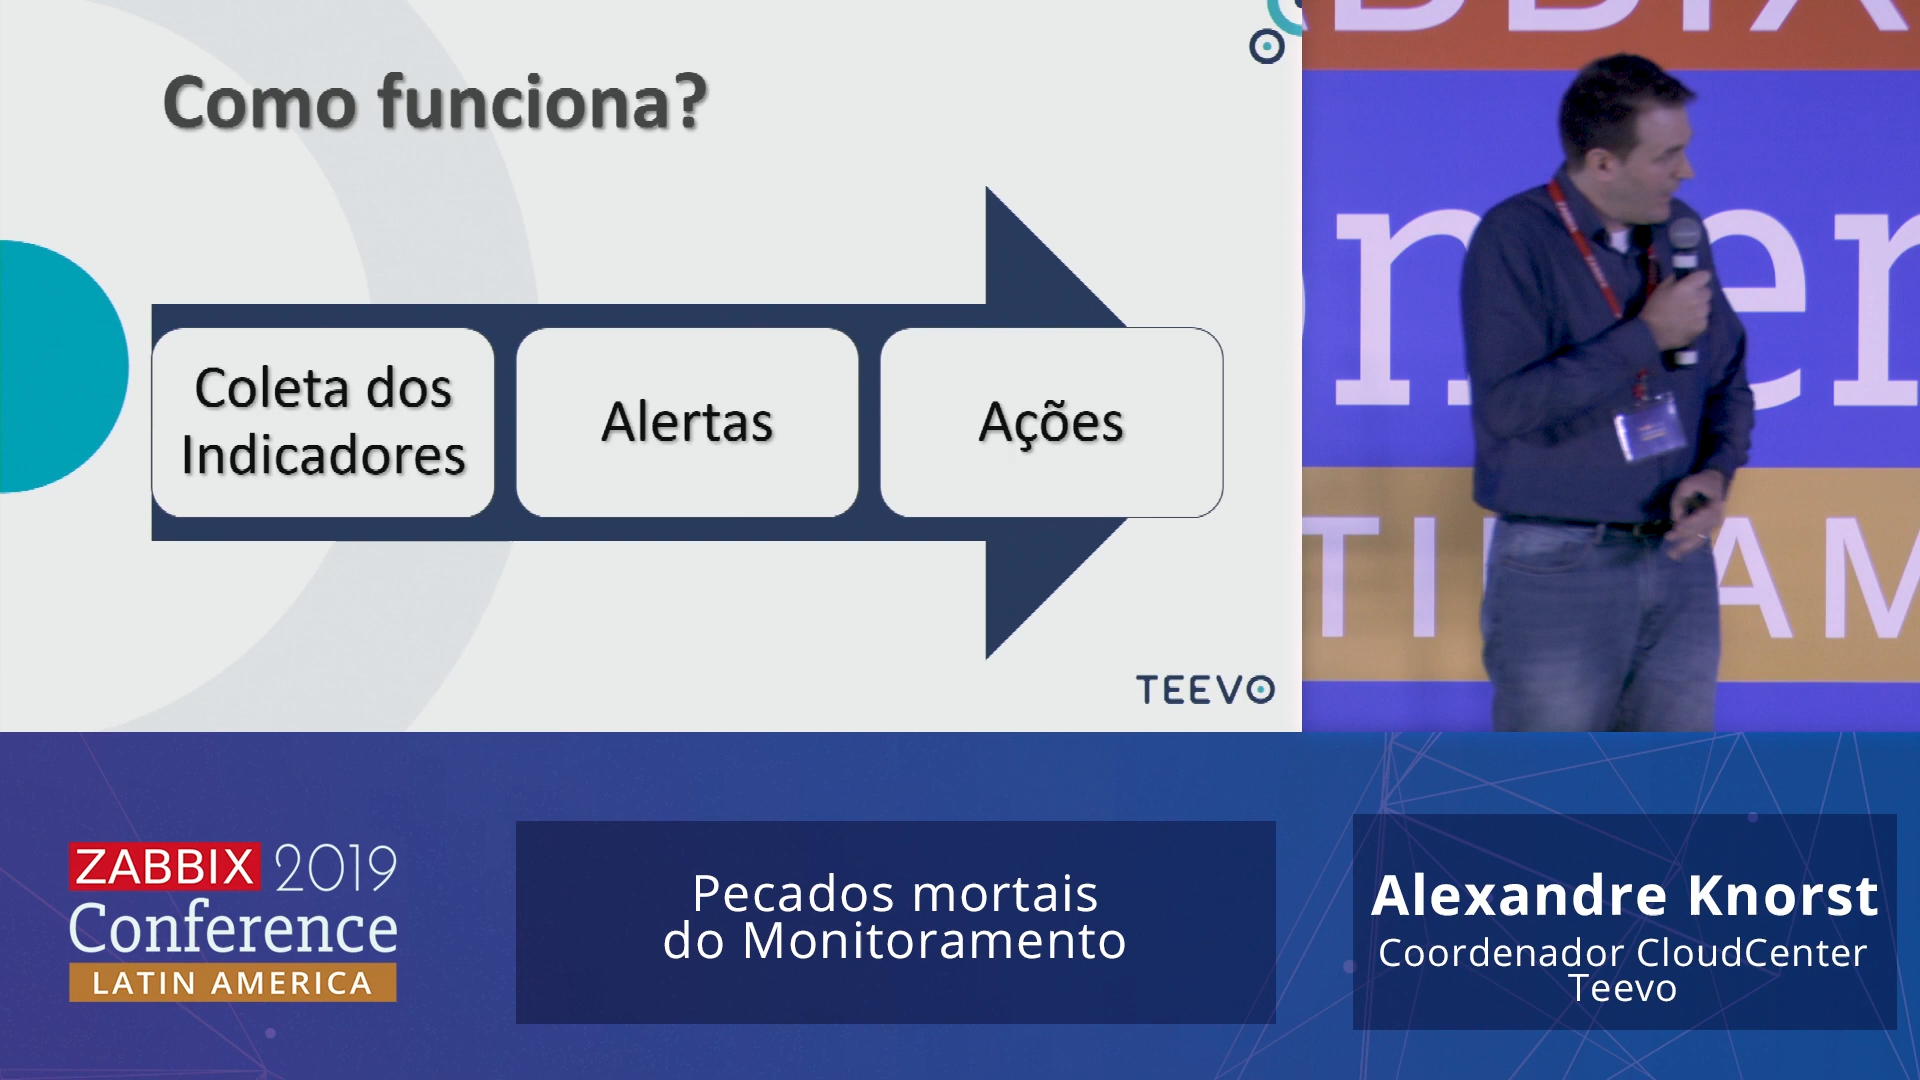 Como funciona?
Coleta dos
Indicadores
Alertas
Ações
TEEVO
ZABBIX 2019
Conference
LATIN AMERICA
Pecados mortais
do Monitoramento
Alexandre Knorst
Coordenador CloudCenter
Teevo